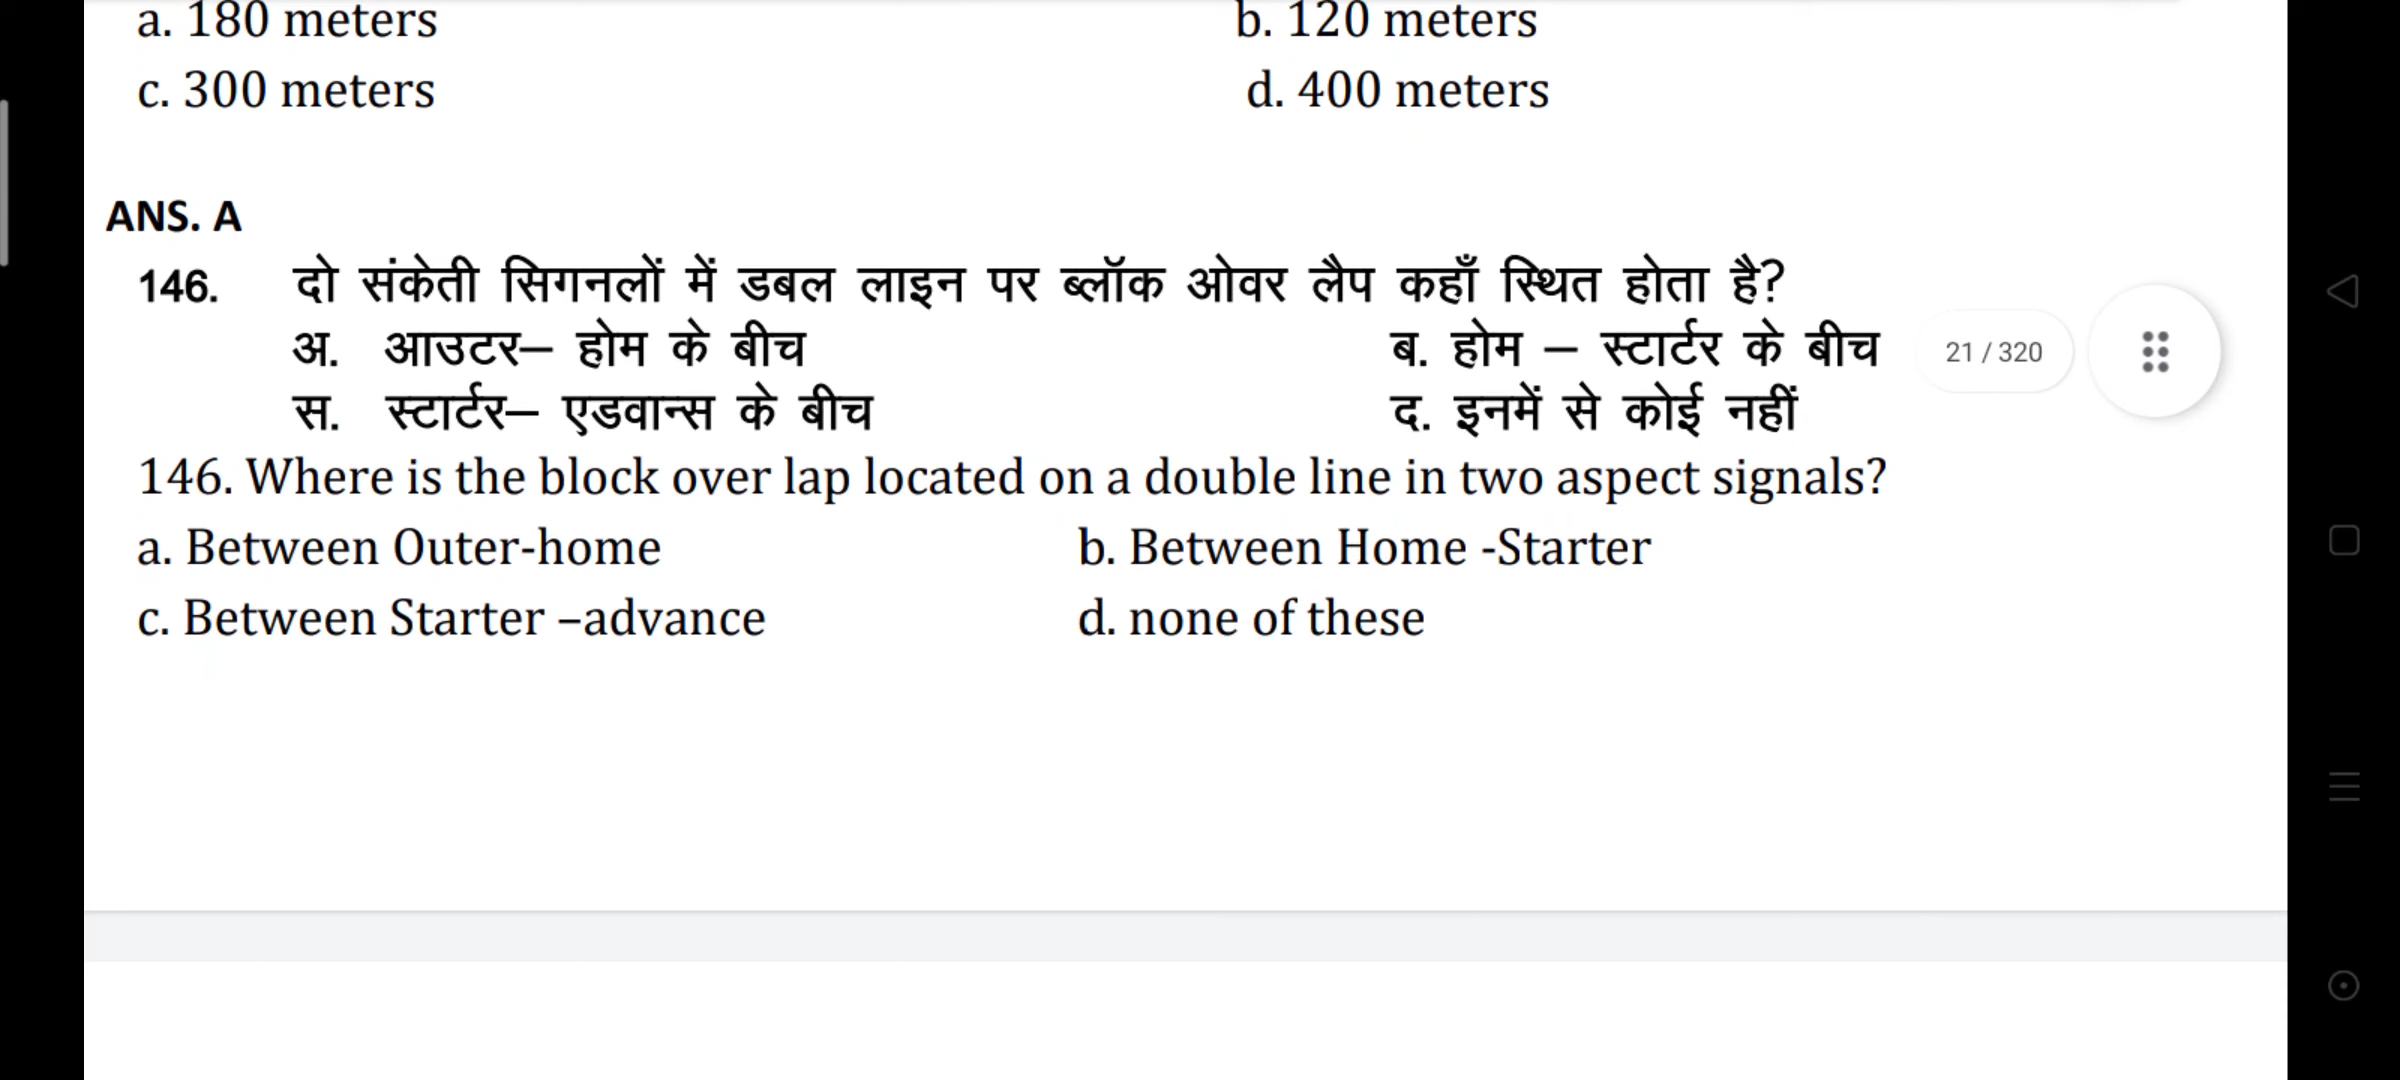 a. 180 meters b. 120 meters
c. 300 meters d. 400 meters
ANS. A
146. दो संकेती सिगनलों में डबल लाइन पर ब्लॉक ओवर लैप कहाँ स्थित होता है?
अ. आउटर– होम के बीच ब. होम – स्टार्टर के बीच
21 / 320
स. स्टार्टर– एडवान्स के बीच द. इनमें से कोई नहीं
146. Where is the block over lap located on a double line in two aspect signals?
a. Between Outer-home b. Between Home -Starter
c. Between Starter –advance d. none of these